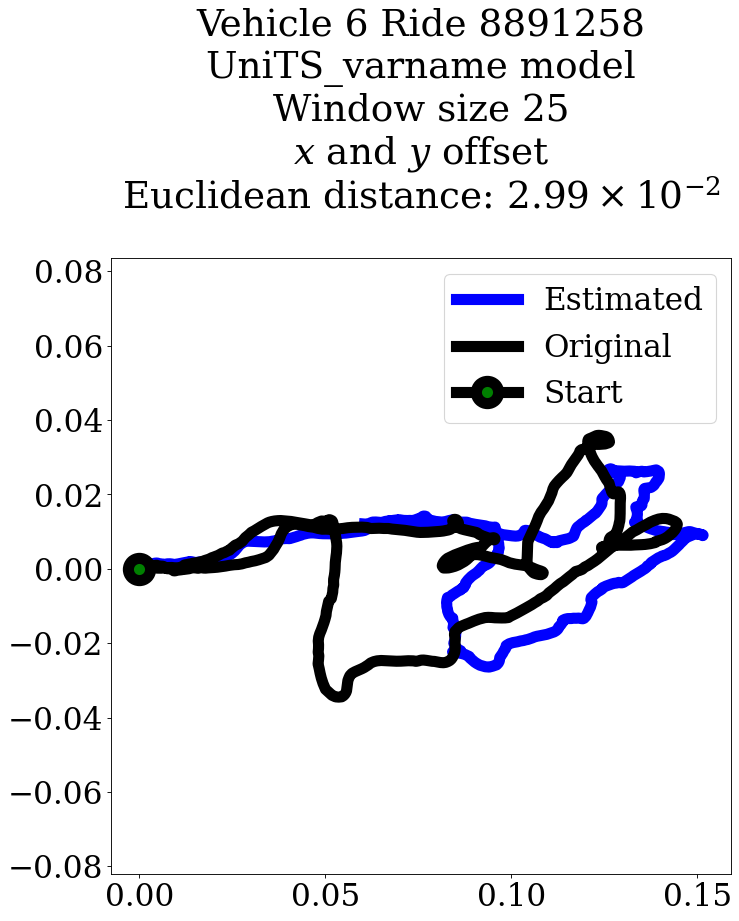 Vehicle 6 Ride 8891258
UniTS_varname model
Window size 25
x and y offset
Euclidean distance: 2.99 × 10⁻²
Estimated
Original
Start
0.08
0.06
0.04
0.02
0.00
−0.02
−0.04
−0.06
−0.08
0.00 0.05 0.10 0.15